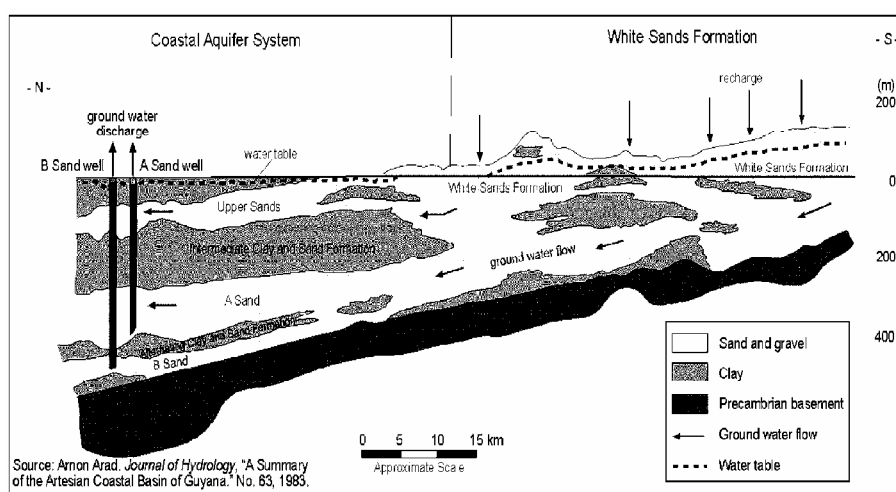 Coastal Aquifer System
White Sands Formation
- N -
- S -
(m)
recharge
200
ground water
discharge
B Sand well
A Sand well
water table
White Sands Formation
White Sands Formation
0
Upper Sands
Intermediate Clay and Sand Formation
ground water flow
200
A Sand
B Sand
400
Sand and gravel
Clay
Precambrian basement
Ground water flow
Water table
0 5 10 15 km
Approximate Scale
Source: Arnon Arad. Journal of Hydrology, "A Summary
of the Artesian Coastal Basin of Guyana." No. 63, 1983.